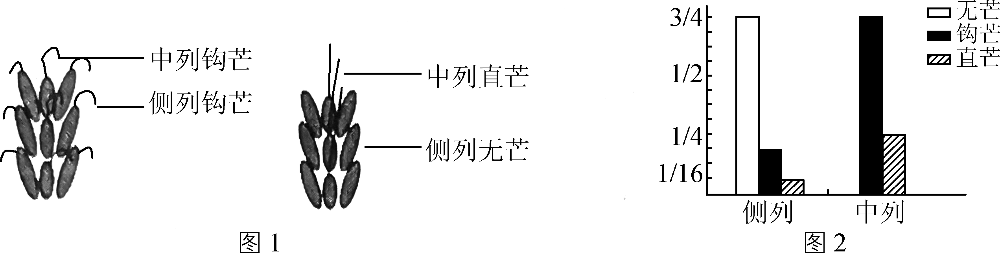 中列钩芒
侧列钩芒
中列直芒
侧列无芒
图 1
3/4
1/2
1/4
1/16
无芒
钩芒
直芒
侧列
中列
图 2